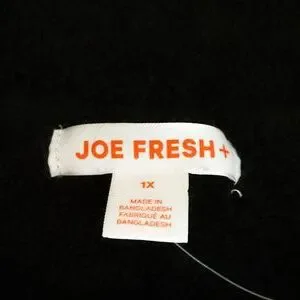 JOE FRESH+
1X
MADE IN
BANGLADESH
FABRIQUÉ AU
BANGLADESH